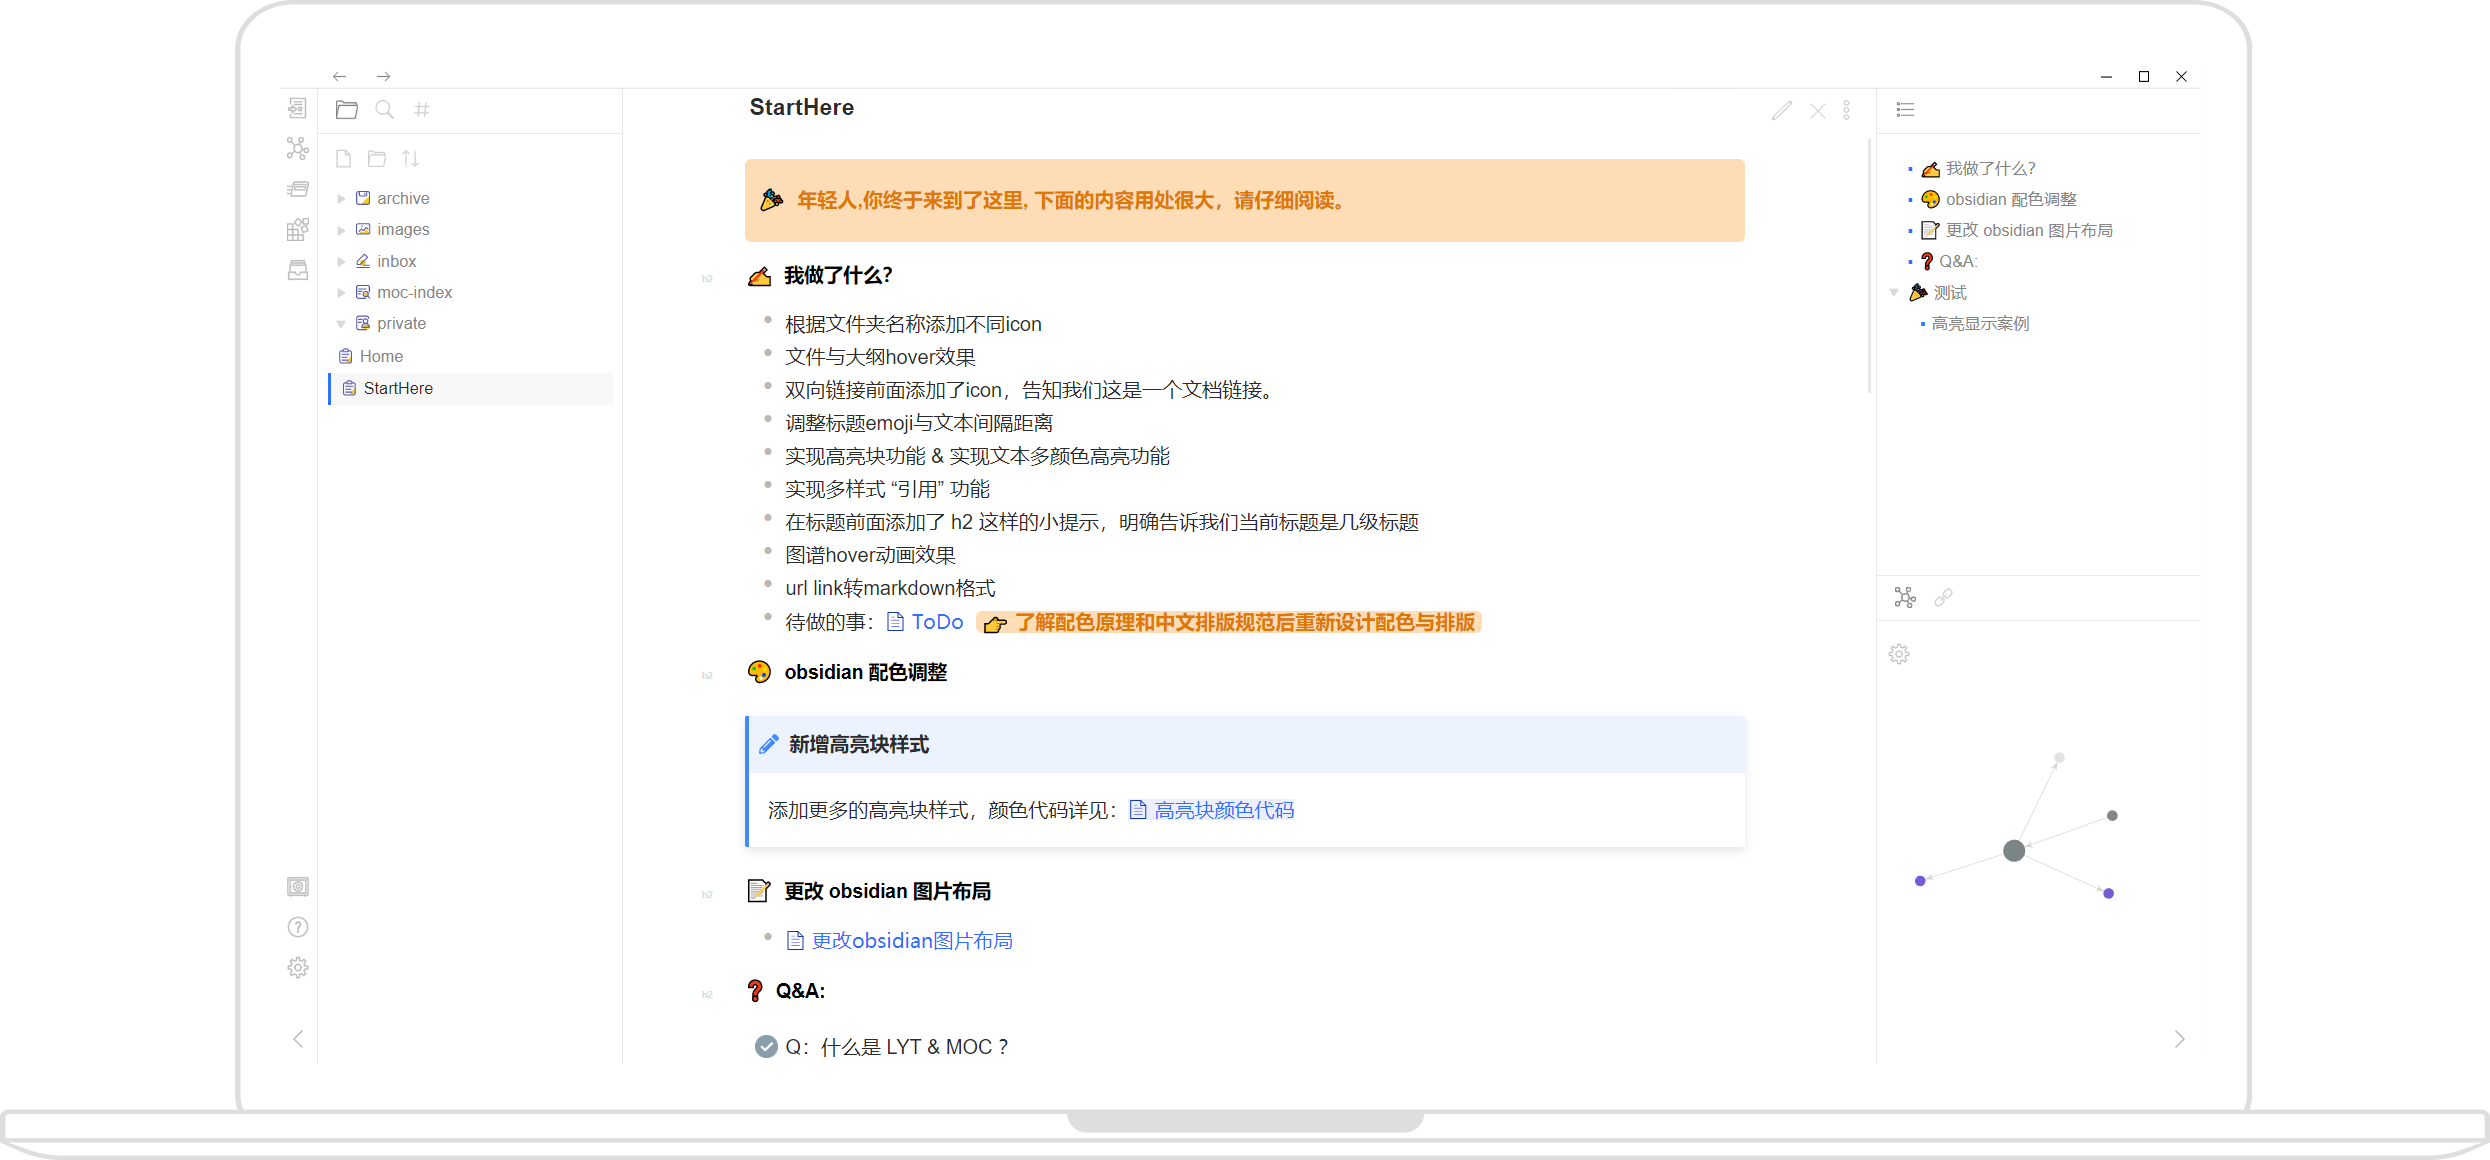 archive
images
inbox
moc-index
private
Home
StartHere
StartHere
年轻人,你终于来到了这里, 下面的内容用处很大，请仔细阅读。
h2 我做了什么？
根据文件夹名称添加不同icon
文件与大纲hover效果
双向链接前面添加了icon，告知我们这是一个文档链接。
调整标题emoji与文本间隔距离
实现高亮块功能 & 实现文本多颜色高亮功能
实现多样式 “引用” 功能
在标题前面添加了 h2 这样的小提示，明确告诉我们当前标题是几级标题
图谱hover动画效果
url link转markdown格式
待做的事： ToDo 👉 了解配色原理和中文排版规范后重新设计配色与排版
h2 obsidian 配色调整
新增高亮块样式
添加更多的高亮块样式，颜色代码详见： 高亮块颜色代码
h2 更改 obsidian 图片布局
更改obsidian图片布局
h2 ❓ Q&A:
Q：什么是 LYT & MOC ？
我做了什么？
obsidian 配色调整
更改 obsidian 图片布局
❓ Q&A:
测试
高亮显示案例